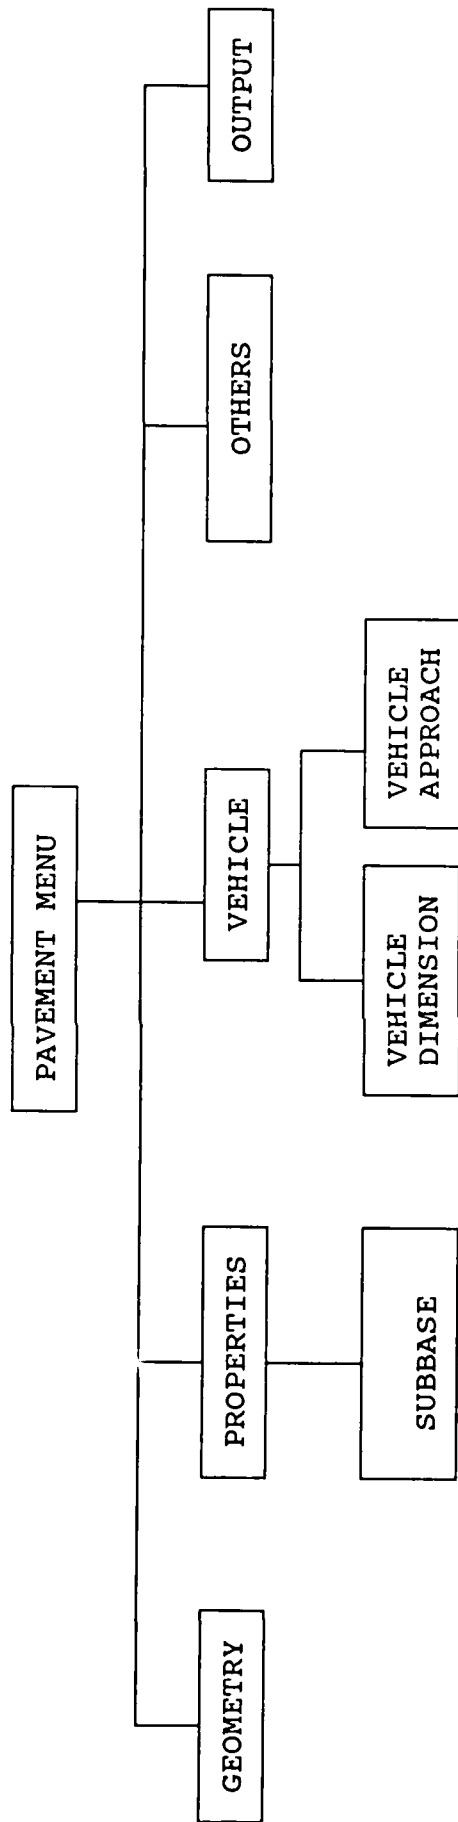 PAVEMENT MENU
GEOMETRY
PROPERTIES
VEHICLE
OTHERS
OUTPUT
SUBBASE
VEHICLE
DIMENSION
VEHICLE
APPROACH